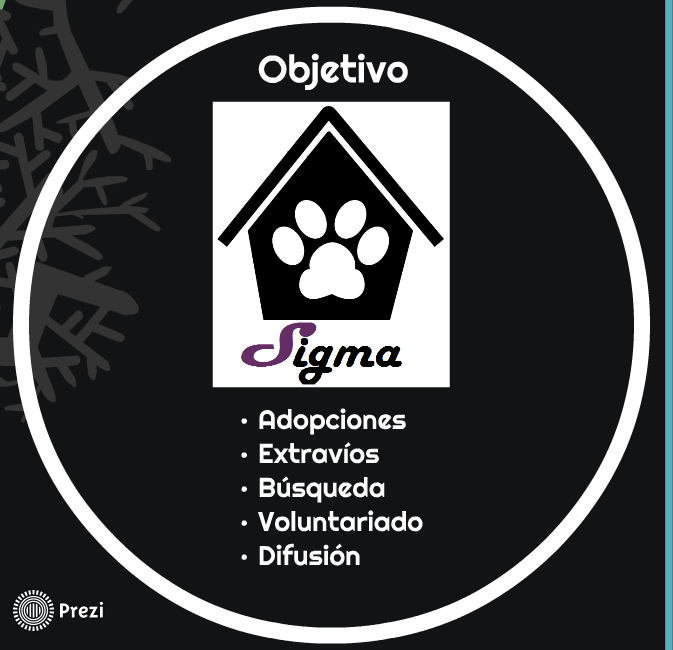 Objetivo
Sigma
• Adopciones
• Extravíos
• Búsqueda
• Voluntariado
• Difusión
Prezi